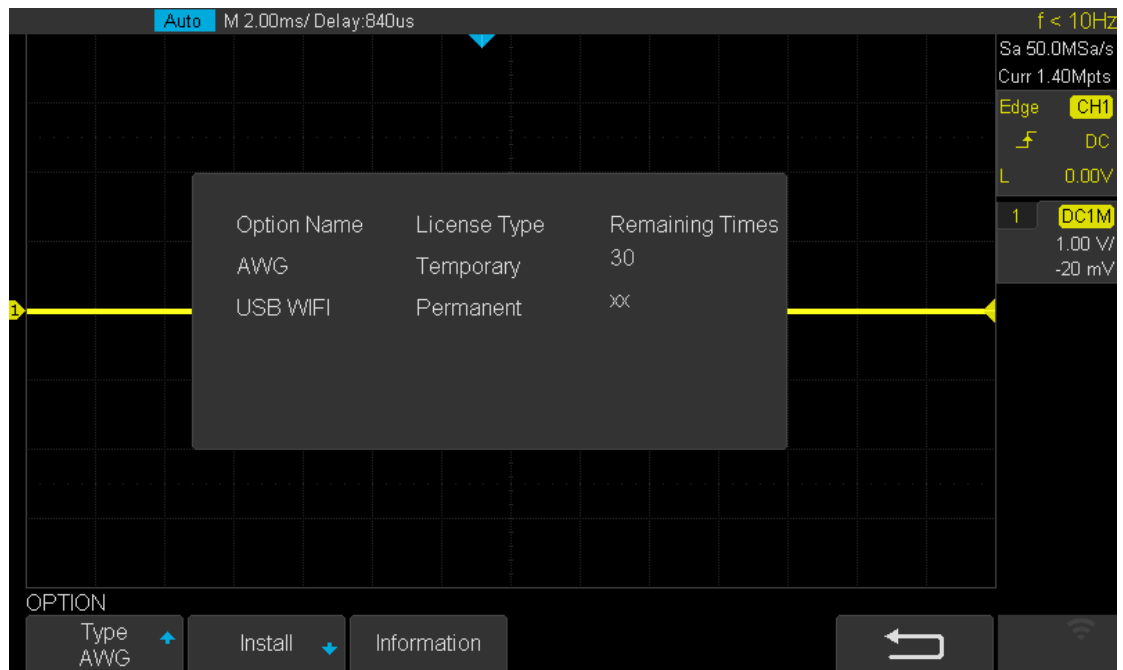 Auto M 2.00ms/ Delay:840us f < 10Hz
Sa 50.0MSa/s
Curr 1.40Mpts
Edge CH1
DC
L 0.00V
1 DC1M
1.00 V/
-20 mV
Option Name License Type Remaining Times
AWG Temporary 30
USB WIFI Permanent xx
1
OPTION
Type
AWG
Install
Information